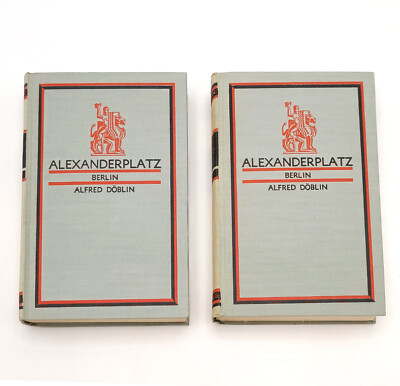 ALEXANDERPLATZ
BERLIN
ALFRED DÖBLIN
ALEXANDERPLATZ
BERLIN
ALFRED DÖBLIN